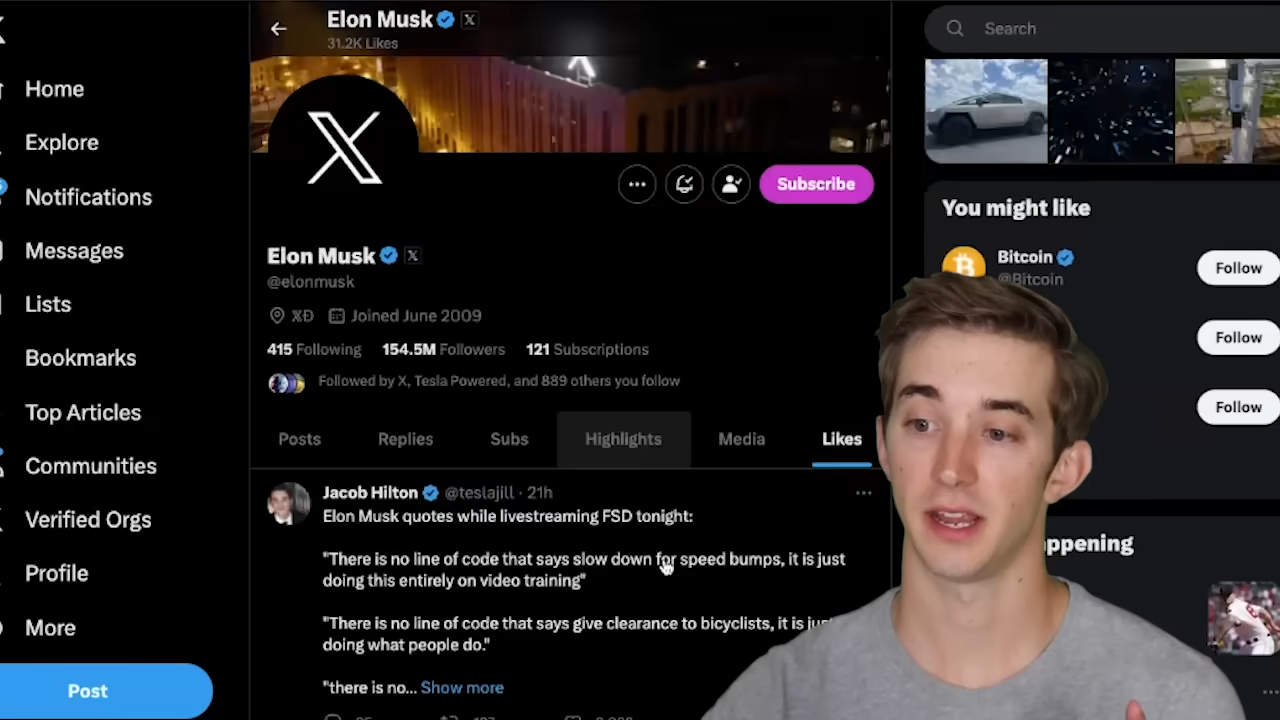 Elon Musk
31.2K Likes
Search
Home
Explore
Notifications
Messages
Lists
Bookmarks
Top Articles
Communities
Verified Orgs
Profile
More
Post
Subscribe
Elon Musk
@elonmusk
XÐ Joined June 2009
415 Following 154.5M Followers 121 Subscriptions
Followed by X, Tesla Powered, and 889 others you follow
Posts Replies Subs Highlights Media Likes
Jacob Hilton @teslajill · 21h
Elon Musk quotes while livestreaming FSD tonight:
"There is no line of code that says slow down for speed bumps, it is just
doing this entirely on video training"
"There is no line of code that says give clearance to bicyclists, it is just
doing what people do."
"there is no... Show more
You might like
Bitcoin
@Bitcoin
Follow
Follow
Follow
ppening